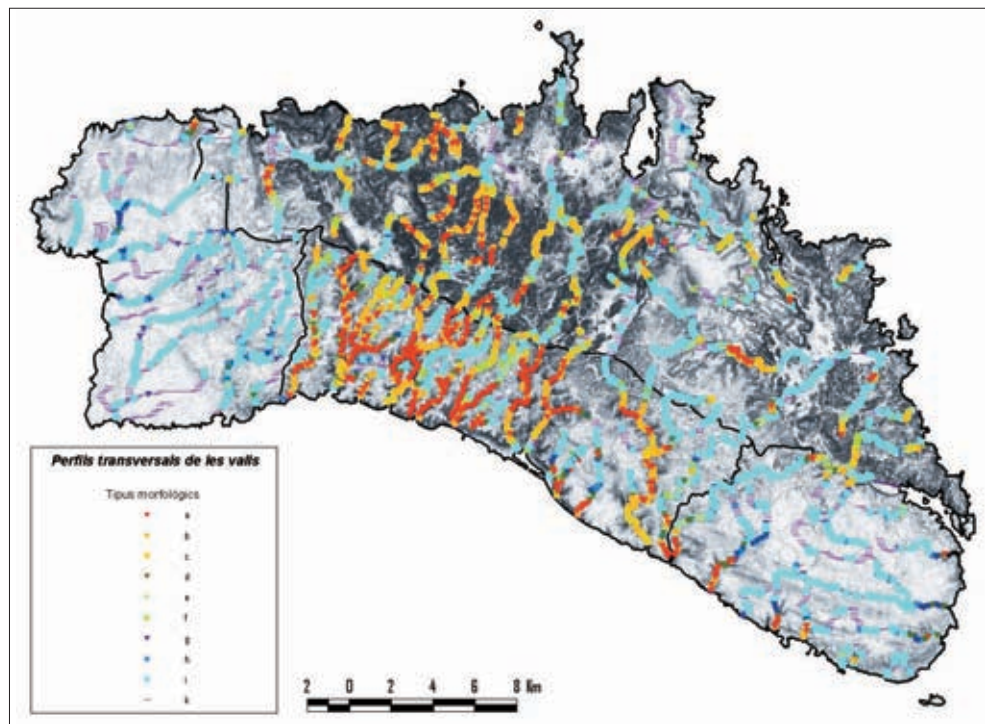 Perfils transversals de les valls
Tipus morfològics
a
b
c
d
e
f
g
h
i
k
2 0 2 4 6 8 Km